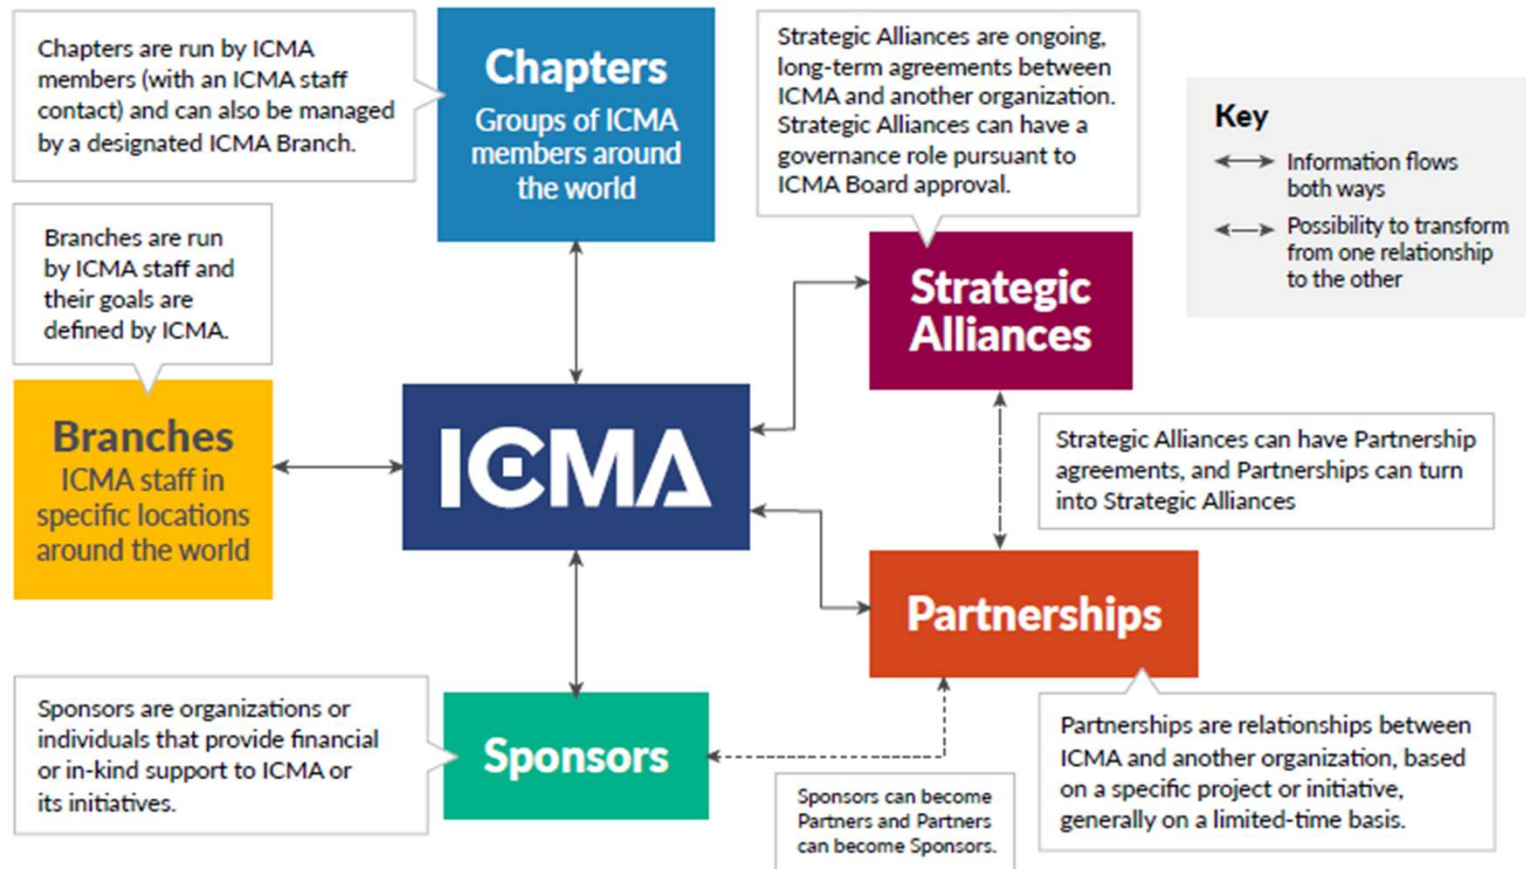 Chapters are run by ICMA
members (with an ICMA staff
contact) and can also be managed
by a designated ICMA Branch.
Chapters
Groups of ICMA
members around
the world
Strategic Alliances are ongoing,
long-term agreements between
ICMA and another organization.
Strategic Alliances can have a
governance role pursuant to
ICMA Board approval.
Key
Information flows
both ways
Possibility to transform
from one relationship
to the other
Branches are run
by ICMA staff and
their goals are
defined by ICMA.
Strategic
Alliances
Branches
ICMA staff in
specific locations
around the world
ICMA
Strategic Alliances can have Partnership
agreements, and Partnerships can turn
into Strategic Alliances
Partnerships
Sponsors are organizations or
individuals that provide financial
or in-kind support to ICMA or
its initiatives.
Sponsors
Sponsors can become
Partners and Partners
can become Sponsors.
Partnerships are relationships between
ICMA and another organization, based
on a specific project or initiative,
generally on a limited-time basis.